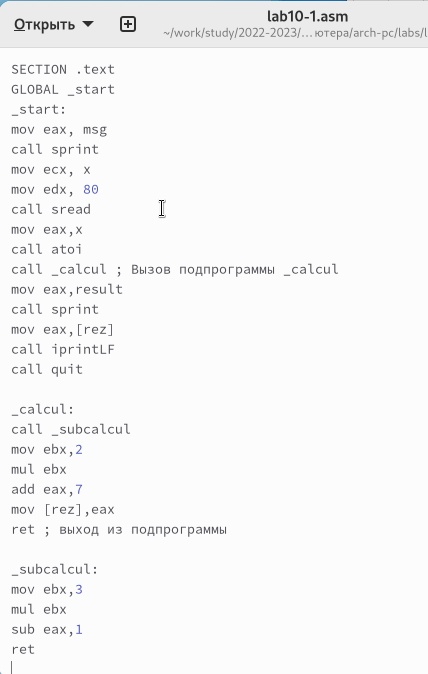 Открыть
lab10-1.asm
~/work/study/2022-2023/... ютера/arch-pc/labs/l
SECTION .text
GLOBAL _start
_start:
mov eax, msg
call sprint
mov ecx, x
mov edx, 80
call sread
mov eax,x
call atoi
call _calcul ; Вызов подпрограммы _calcul
mov eax,result
call sprint
mov eax,[rez]
call iprintLF
call quit
_calcul:
call _subcalcul
mov ebx,2
mul ebx
add eax,7
mov [rez],eax
ret ; выход из подпрограммы
_subcalcul:
mov ebx,3
mul ebx
sub eax,1
ret